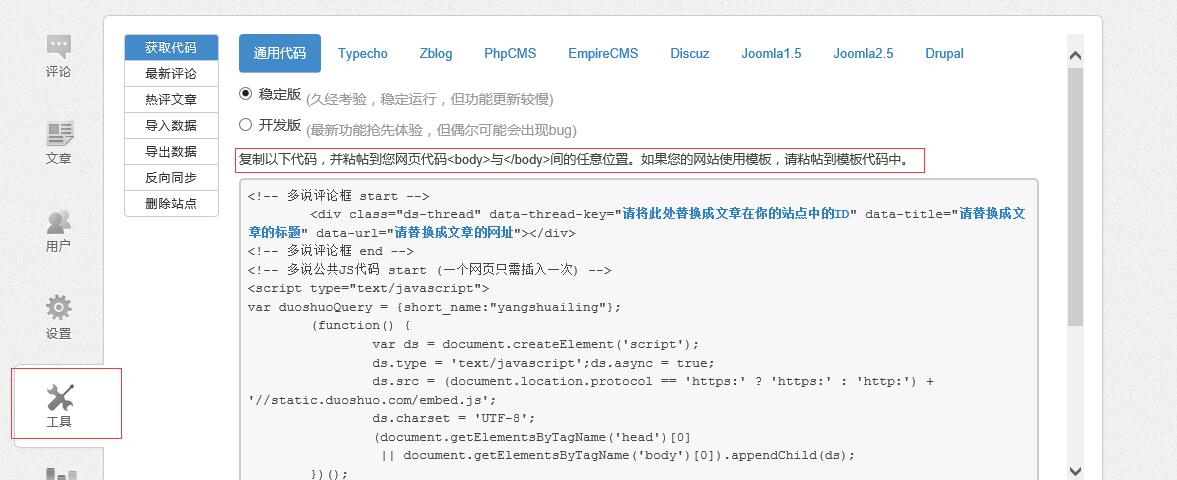 评论
文章
用户
设置
工具
获取代码
最新评论
热评文章
导入数据
导出数据
反向同步
删除站点
通用代码 Typecho Zblog PhpCMS EmpireCMS Discuz Joomla1.5 Joomla2.5 Drupal
稳定版 (久经考验，稳定运行，但功能更新较慢)
开发版 (最新功能抢先体验，但偶尔可能会出现bug)
复制以下代码，并粘帖到您网页代码<body>与</body>间的任意位置。如果您的网站使用模板，请粘帖到模板代码中。
<!-- 多说评论框 start -->
<div class="ds-thread" data-thread-key="请将此处替换成文章在你的站点中的ID" data-title="请替换成文
章的标题" data-url="请替换成文章的网址"></div>
<!-- 多说评论框 end -->
<!-- 多说公共JS代码 start (一个网页只需插入一次) -->
<script type="text/javascript">
var duoshuoQuery = {short_name:"yangshuailing"};
(function() {
var ds = document.createElement('script');
ds.type = 'text/javascript';ds.async = true;
ds.src = (document.location.protocol == 'https:' ? 'https:' : 'http:') +
'//static.duoshuo.com/embed.js';
ds.charset = 'UTF-8';
(document.getElementsByTagName('head')[0]
|| document.getElementsByTagName('body')[0]).appendChild(ds);
})();